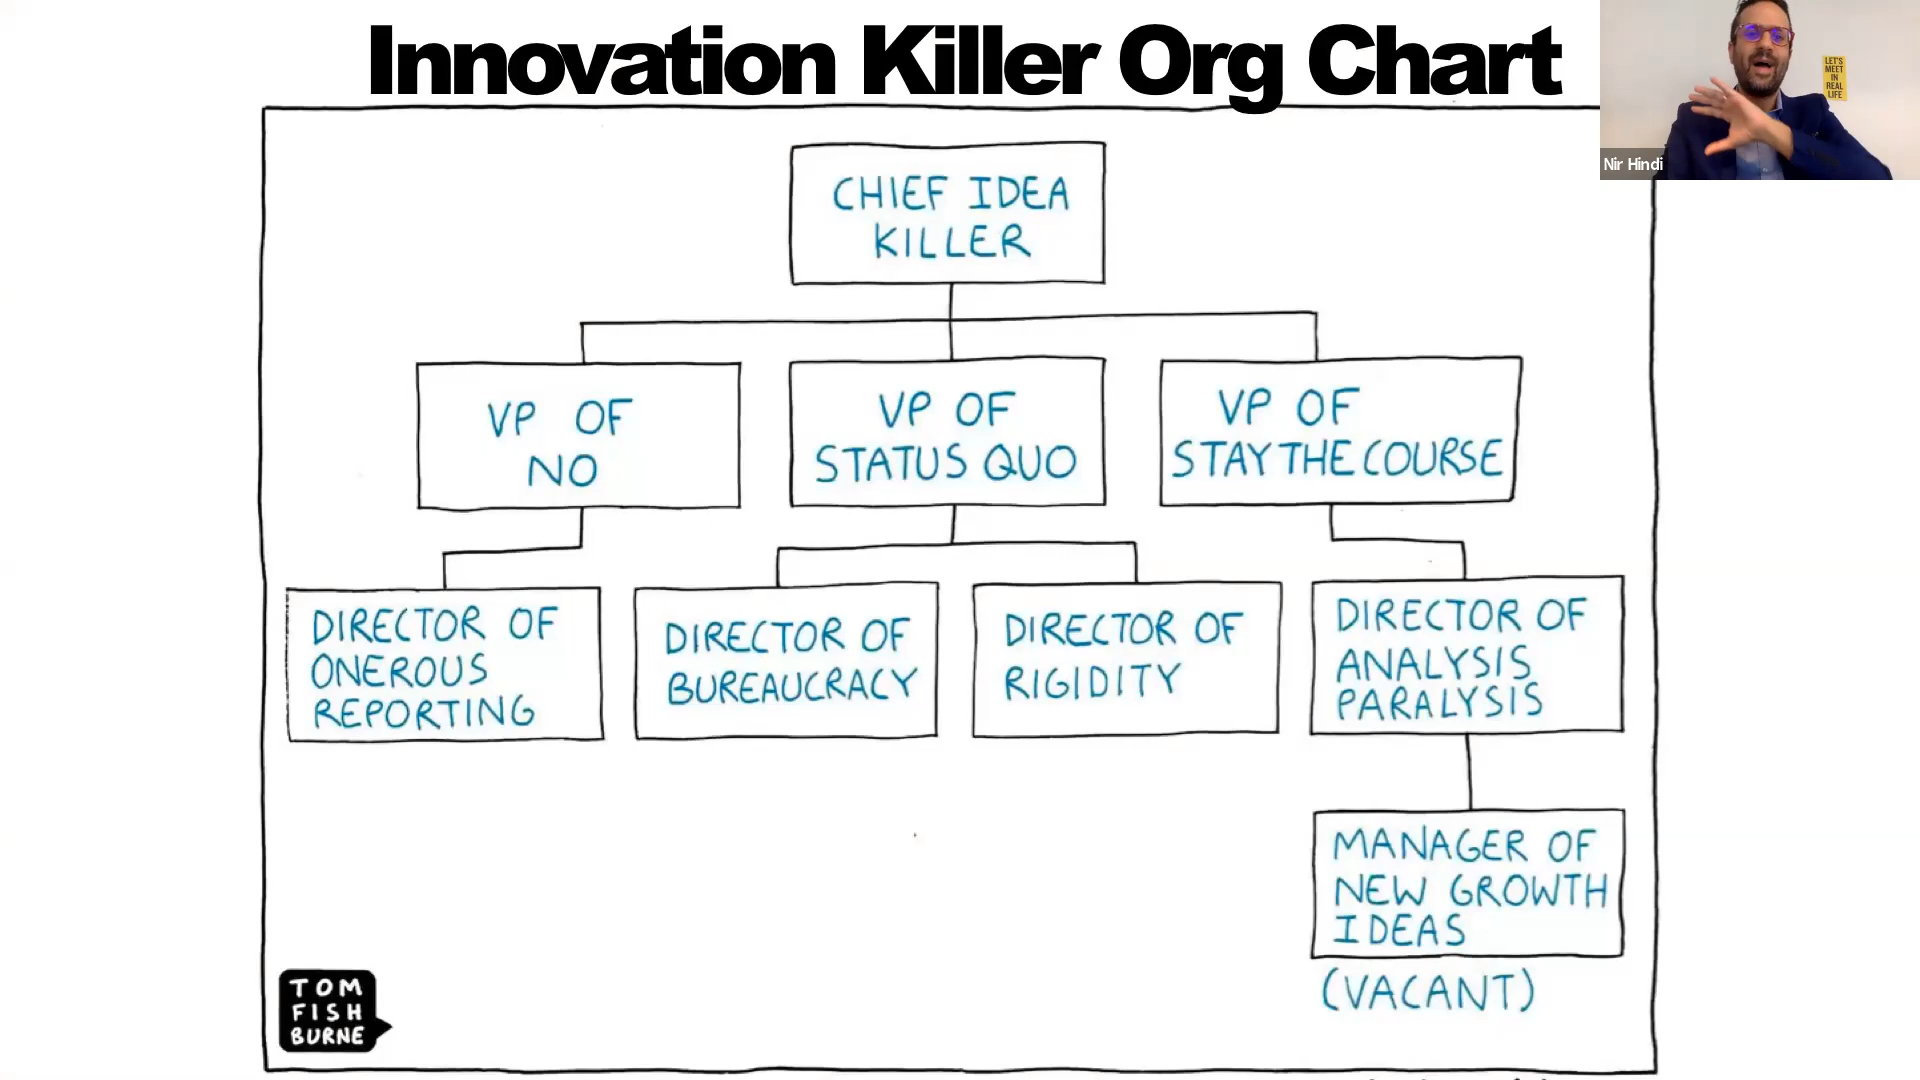 Innovation Killer Org Chart
LET'S
MEET
IN
REAL
LIFE
Nir Hindi
CHIEF IDEA
KILLER
VP OF
NO
VP OF
STATUS QUO
VP OF
STAY THE COURSE
DIRECTOR OF
ONEROUS
REPORTING
DIRECTOR OF
BUREAUCRACY
DIRECTOR OF
RIGIDITY
DIRECTOR OF
ANALYSIS
PARALYSIS
MANAGER OF
NEW GROWTH
IDEAS
(VACANT)
TOM
FISH
BURNE